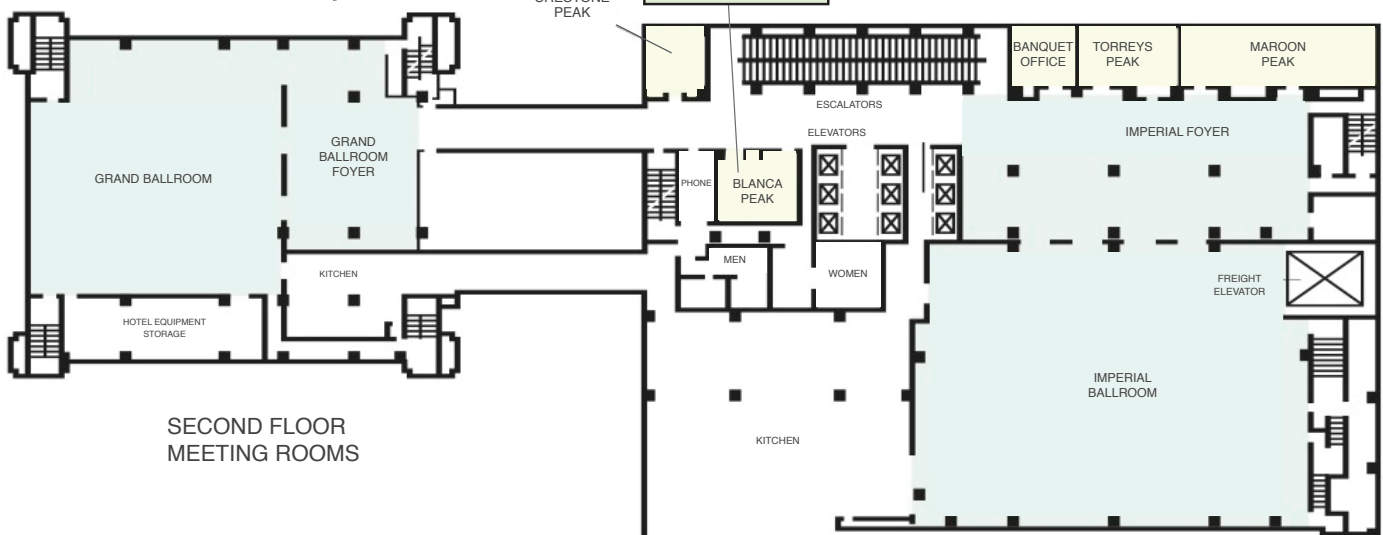 PEAK
BANQUET
OFFICE
TORREYS
PEAK
MAROON
PEAK
ESCALATORS
ELEVATORS
IMPERIAL FOYER
GRAND
BALLROOM
FOYER
GRAND BALLROOM
PHONE
BLANCA
PEAK
MEN
WOMEN
KITCHEN
FREIGHT
ELEVATOR
HOTEL EQUIPMENT
STORAGE
IMPERIAL
BALLROOM
SECOND FLOOR
MEETING ROOMS
KITCHEN